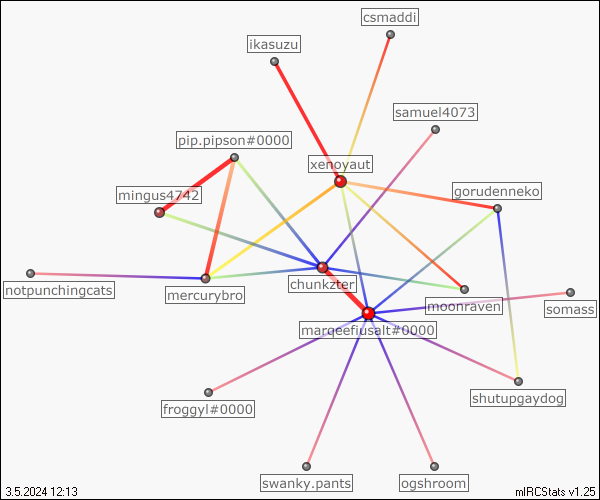 csmaddi
ikasuzu
samuel4073
pip.pipson#0000
xenoyaut
mingus4742
gorudenneko
notpunchingcats
mercurybro
chunkzter
moonraven
somass
marqeefiusalt#0000
shutupgaydog
froggyl#0000
swanky.pants
ogshroom
3.5.2024 12:13
mIRCStats v1.25